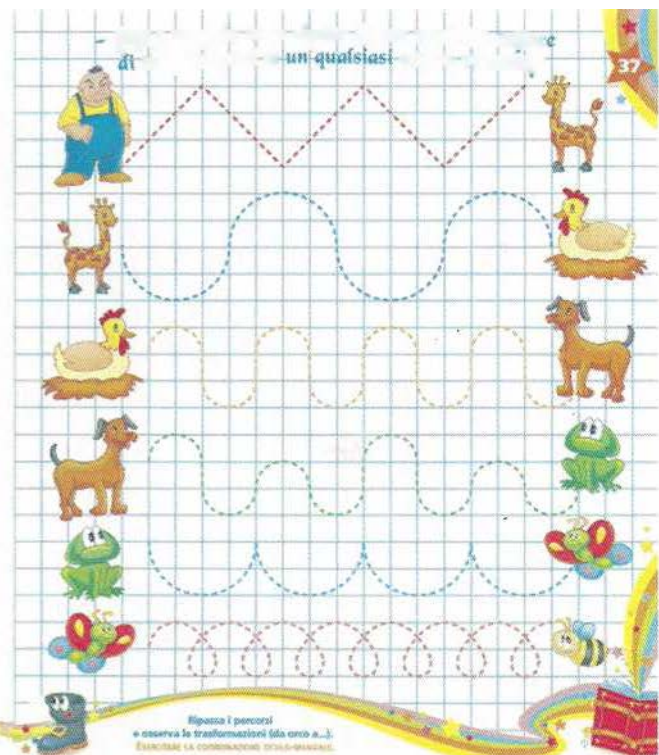 di un qualsiasi e
37
Ripassa i percorsi
e osserva le trasformazioni (da orco a...).
ESERCITARE LA COORDINAZIONE OCULO-MANUALE.